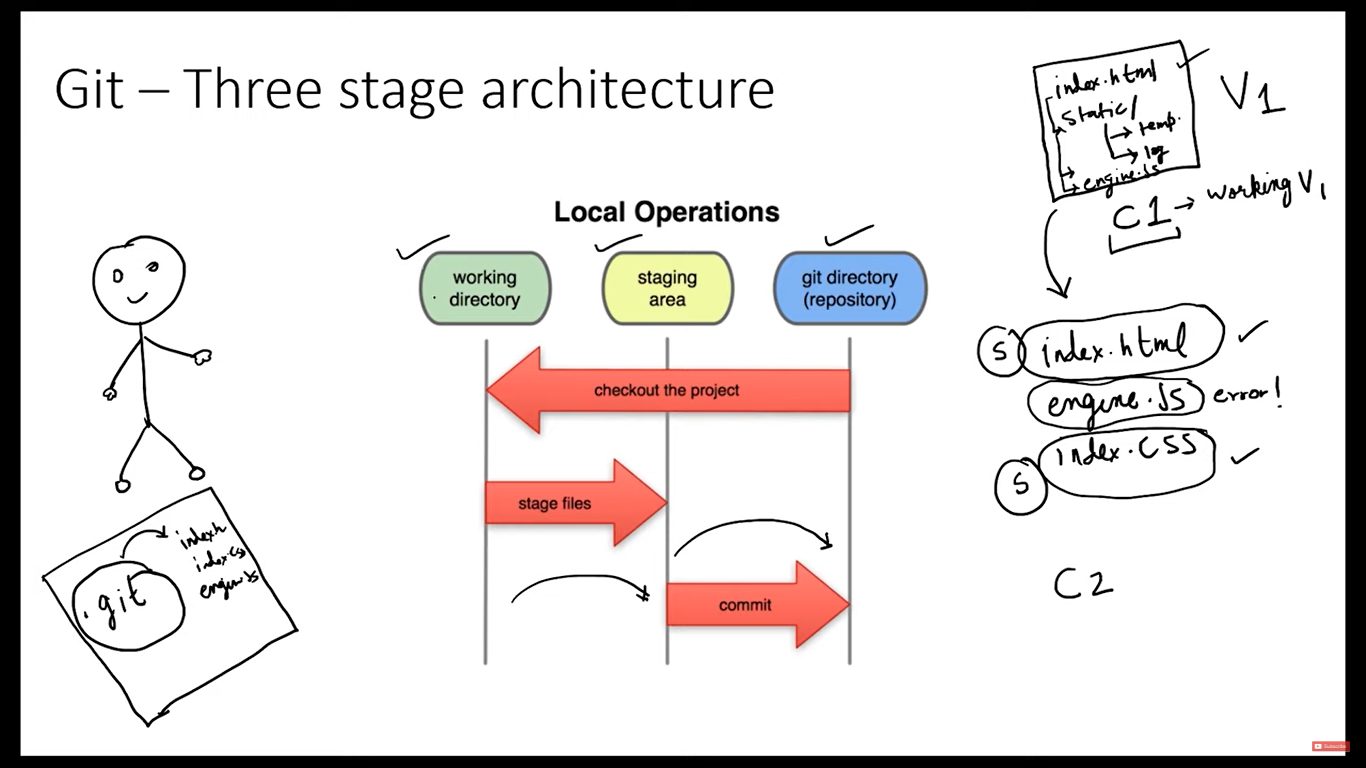 Git – Three stage architecture
Local Operations
working
directory
staging
area
git directory
(repository)
checkout the project
stage files
commit
index.html
static/
temp.
log
engine.js
V1
C1 → working V1
S index.html
engine.js error!
S index.css
C2
.git
index.h
index.css
engine.js
Subscribe